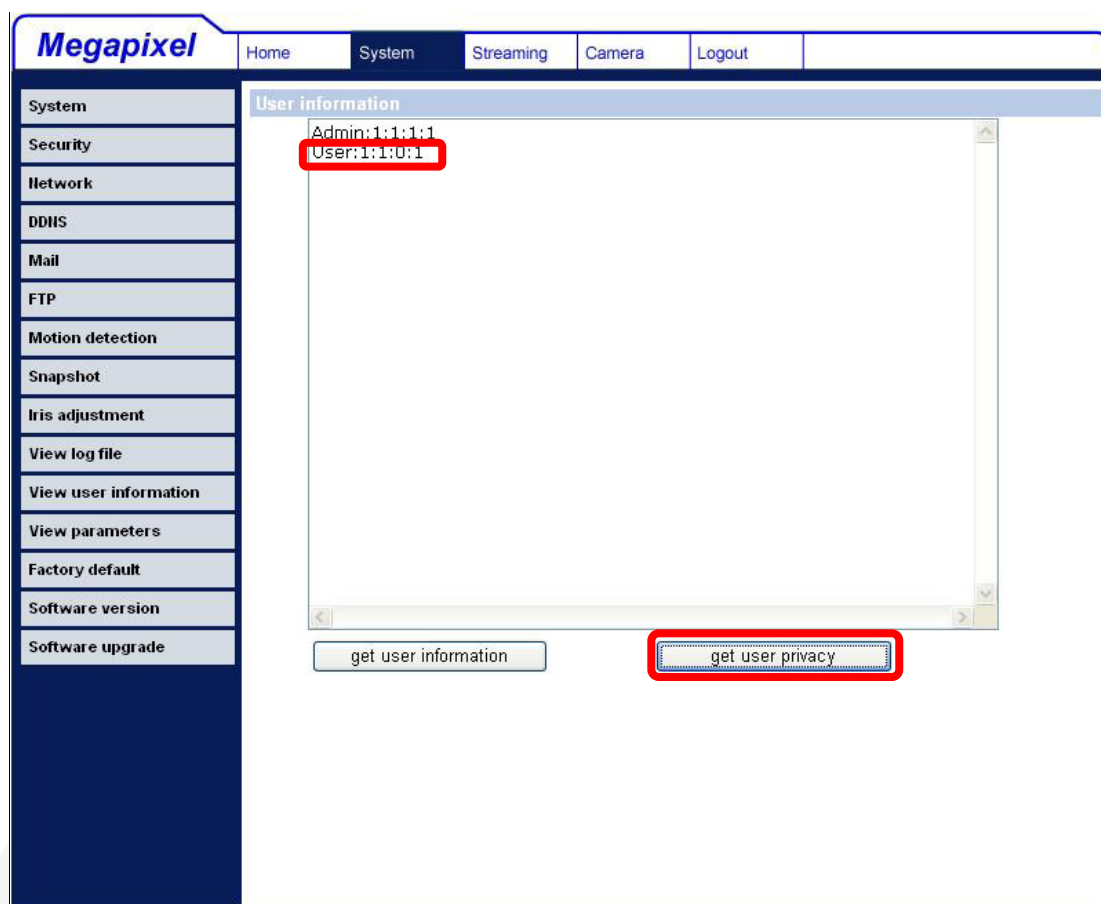 Megapixel
Home System Streaming Camera Logout
System
Security
Network
DDNS
Mail
FTP
Motion detection
Snapshot
Iris adjustment
View log file
View user information
View parameters
Factory default
Software version
Software upgrade
User information
Admin:1:1:1:1
User:1:1:0:1
get user information get user privacy